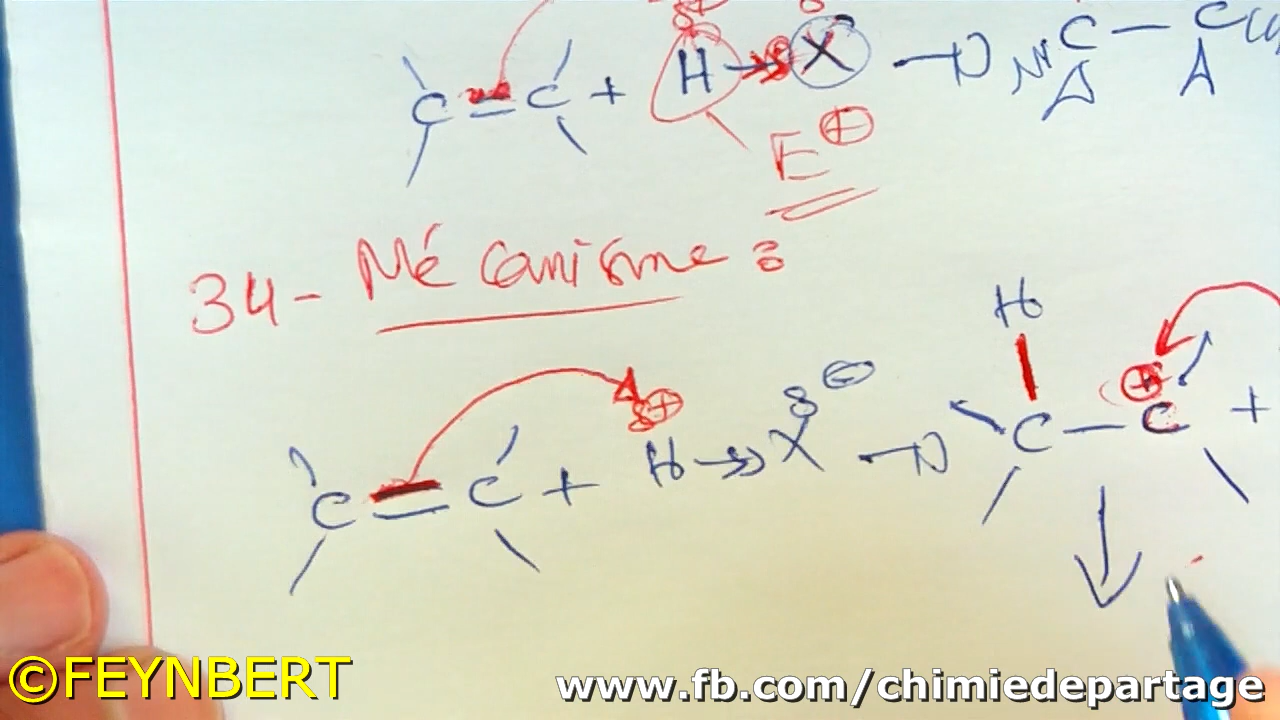 δ+ δ
C = C + H → X → C — C
E⊕
34- Mécanisme :
H
δ⊕ δ⊖ ⊕
C = C + H → X → C — C +
©FEYNBERT www.fb.com/chimiedepartage